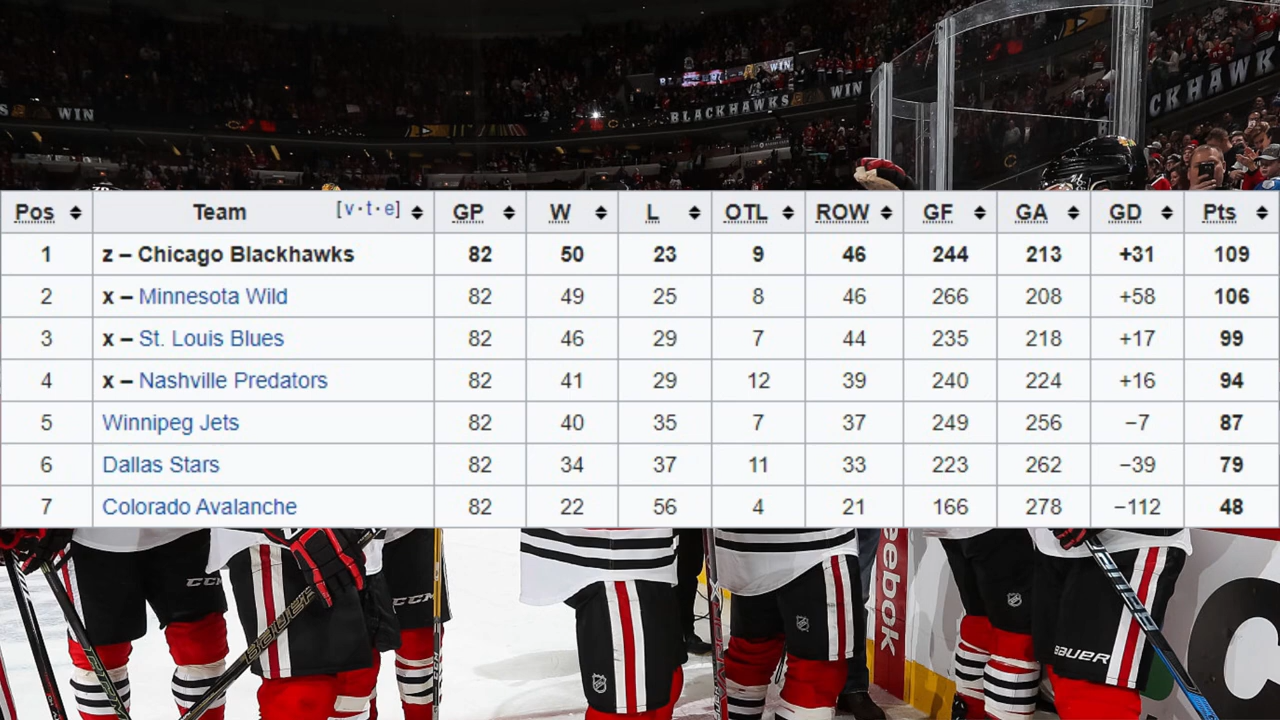 WIN
WIN
BLACKHAWKS
WIN
CKHAWK
Pos Team [v·t·e] GP W L OTL ROW GF GA GD Pts
1 z – Chicago Blackhawks 82 50 23 9 46 244 213 +31 109
2 x – Minnesota Wild 82 49 25 8 46 266 208 +58 106
3 x – St. Louis Blues 82 46 29 7 44 235 218 +17 99
4 x – Nashville Predators 82 41 29 12 39 240 224 +16 94
5 Winnipeg Jets 82 40 35 7 37 249 256 −7 87
6 Dallas Stars 82 34 37 11 33 223 262 −39 79
7 Colorado Avalanche 82 22 56 4 21 166 278 −112 48
CCM
BAUER
CCM
eebok
BAUER